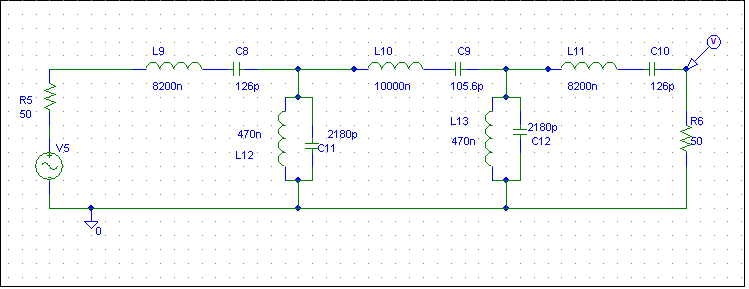 V
L9 C8 L10 C9 L11 C10
8200n 126p 10000n 105.6p 8200n 126p
R5
50
470n
L12
2180p
C11
L13
470n
2180p
C12
R6
50
V5
0